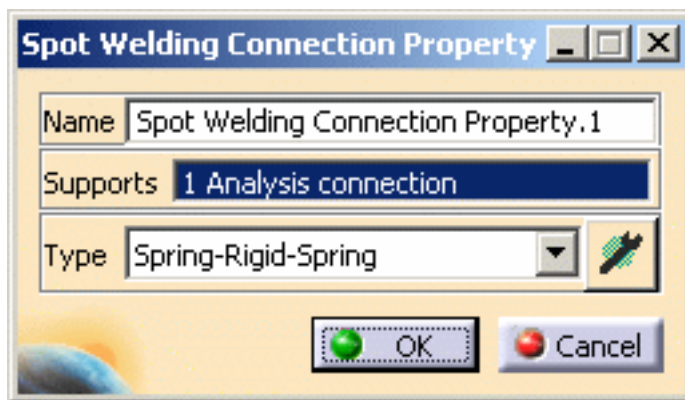 Spot Welding Connection Property
Name Spot Welding Connection Property.1
Supports 1 Analysis connection
Type Spring-Rigid-Spring
OK Cancel